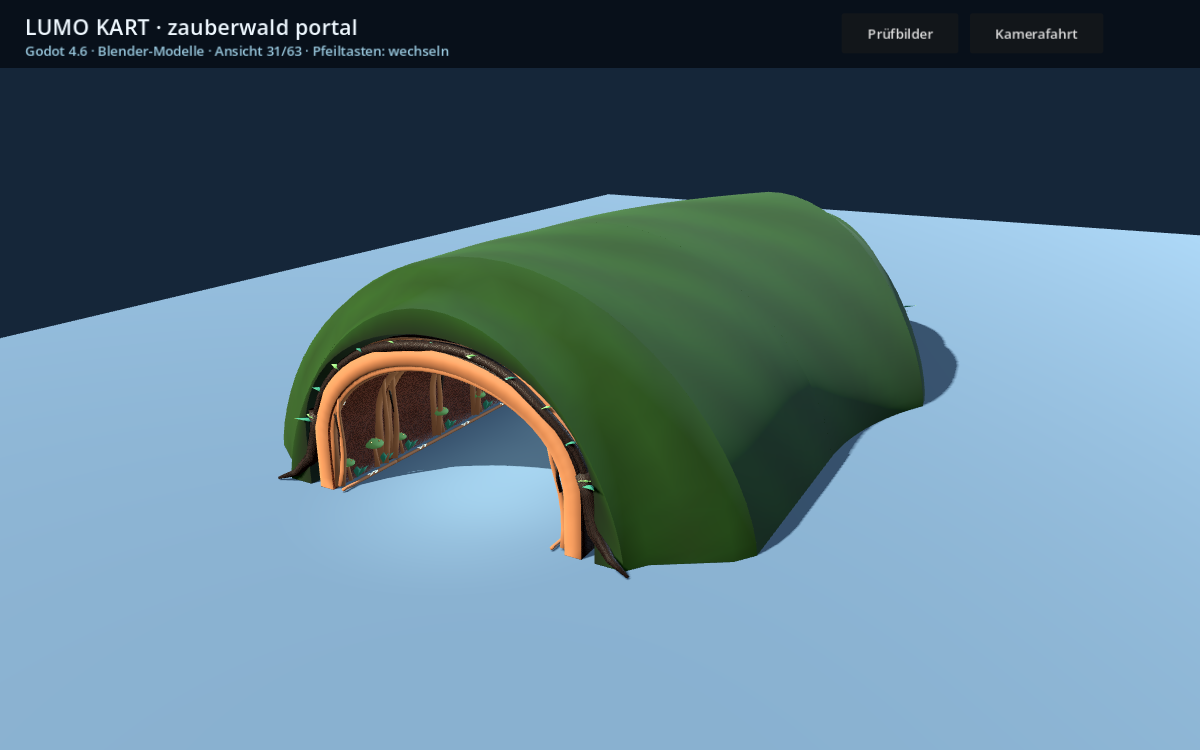 LUMO KART · zauberwald portal
Godot 4.6 · Blender-Modelle · Ansicht 31/63 · Pfeiltasten: wechseln
Prüfbilder
Kamerafahrt